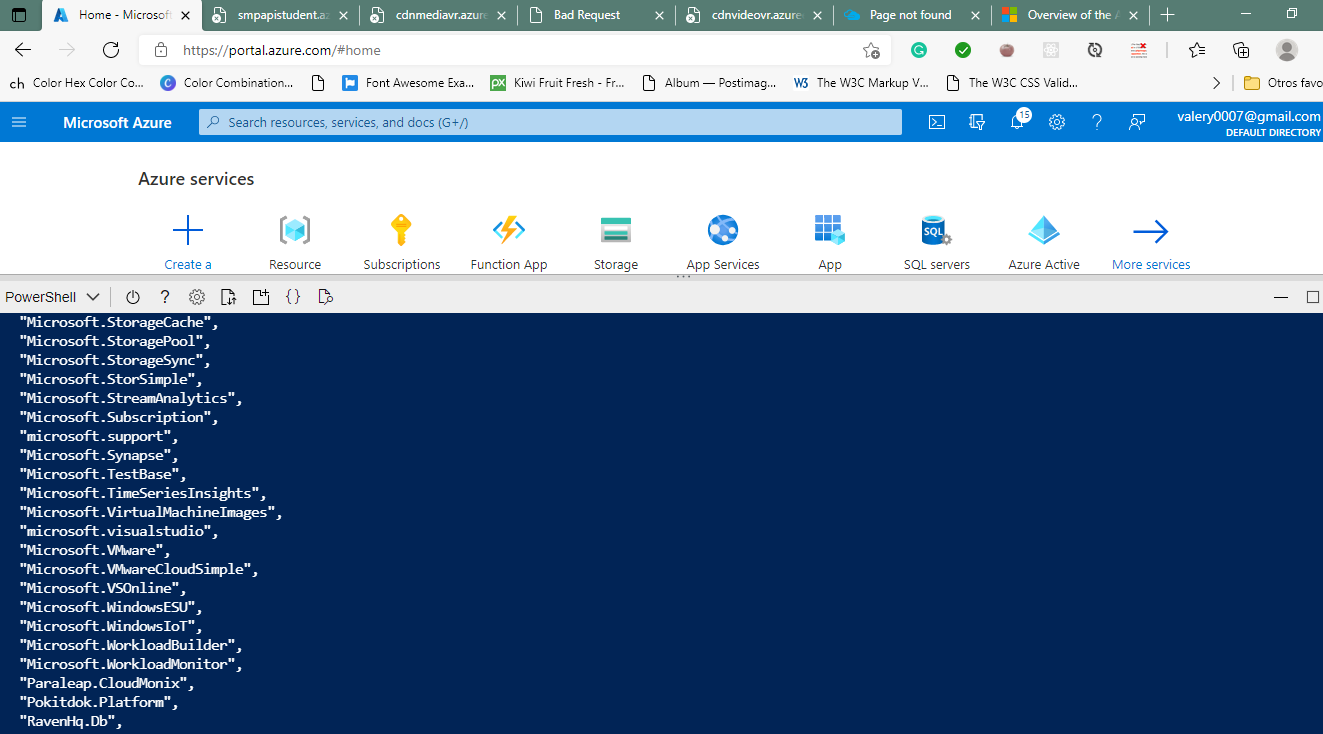 Home - Microsoft
smpapistudent.az
cdnmediavr.azure
Bad Request
cdnvideovr.azure
Page not found
Overview of the A
https://portal.azure.com/#home
ch Color Hex Color Co...
Color Combination...
Font Awesome Exa...
Kiwi Fruit Fresh - Fr...
Album — Postimag...
The W3C Markup V...
The W3C CSS Valid...
Otros favo
Microsoft Azure
Search resources, services, and docs (G+/)
15
valery0007@gmail.com
DEFAULT DIRECTORY
Azure services
SQL
Create a
Resource
Subscriptions
Function App
Storage
App Services
App
SQL servers
Azure Active
More services
PowerShell
"Microsoft.StorageCache",
"Microsoft.StoragePool",
"Microsoft.StorageSync",
"Microsoft.StorSimple",
"Microsoft.StreamAnalytics",
"Microsoft.Subscription",
"microsoft.support",
"Microsoft.Synapse",
"Microsoft.TestBase",
"Microsoft.TimeSeriesInsights",
"Microsoft.VirtualMachineImages",
"microsoft.visualstudio",
"Microsoft.VMware",
"Microsoft.VMwareCloudSimple",
"Microsoft.VSOnline",
"Microsoft.WindowsESU",
"Microsoft.WindowsIoT",
"Microsoft.WorkloadBuilder",
"Microsoft.WorkloadMonitor",
"Paraleap.CloudMonix",
"Pokitdok.Platform",
"RavenHq.Db",